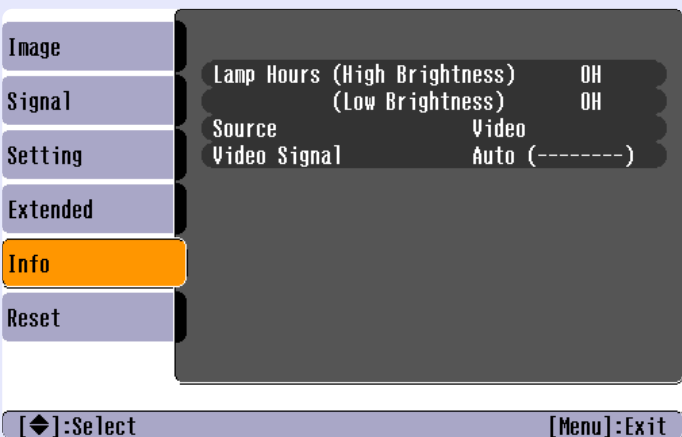 Image
Signal
Setting
Extended
Info
Reset
Lamp Hours (High Brightness) 0H
(Low Brightness) 0H
Source Video
Video Signal Auto (--------)
[◆]:Select [Menu]:Exit